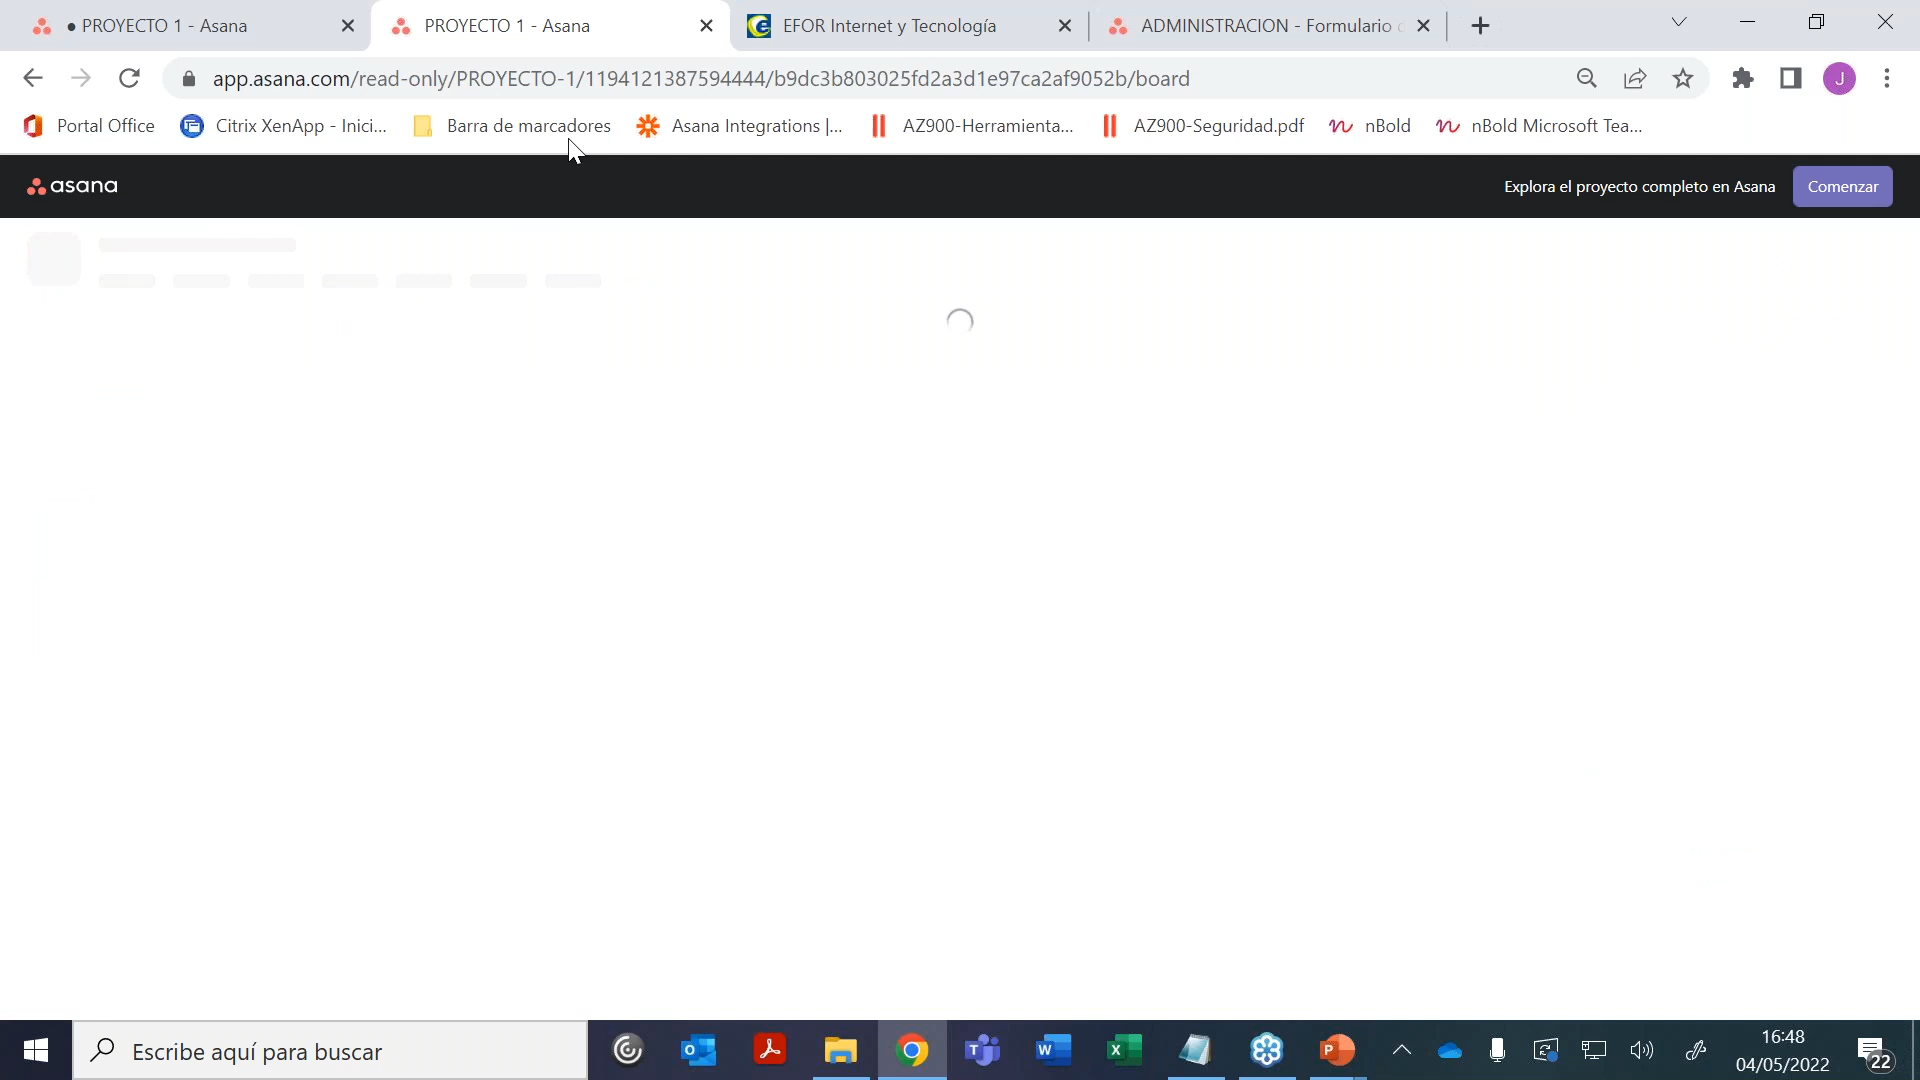 ● PROYECTO 1 - Asana
PROYECTO 1 - Asana
EFOR Internet y Tecnología
ADMINISTRACION - Formulario
app.asana.com/read-only/PROYECTO-1/1194121387594444/b9dc3b803025fd2a3d1e97ca2af9052b/board
J
Portal Office
Citrix XenApp - Inici...
Barra de marcadores
Asana Integrations |...
AZ900-Herramienta...
AZ900-Seguridad.pdf
nBold
nBold Microsoft Tea...
asana
Explora el proyecto completo en Asana
Comenzar
Escribe aquí para buscar
16:48
04/05/2022
22